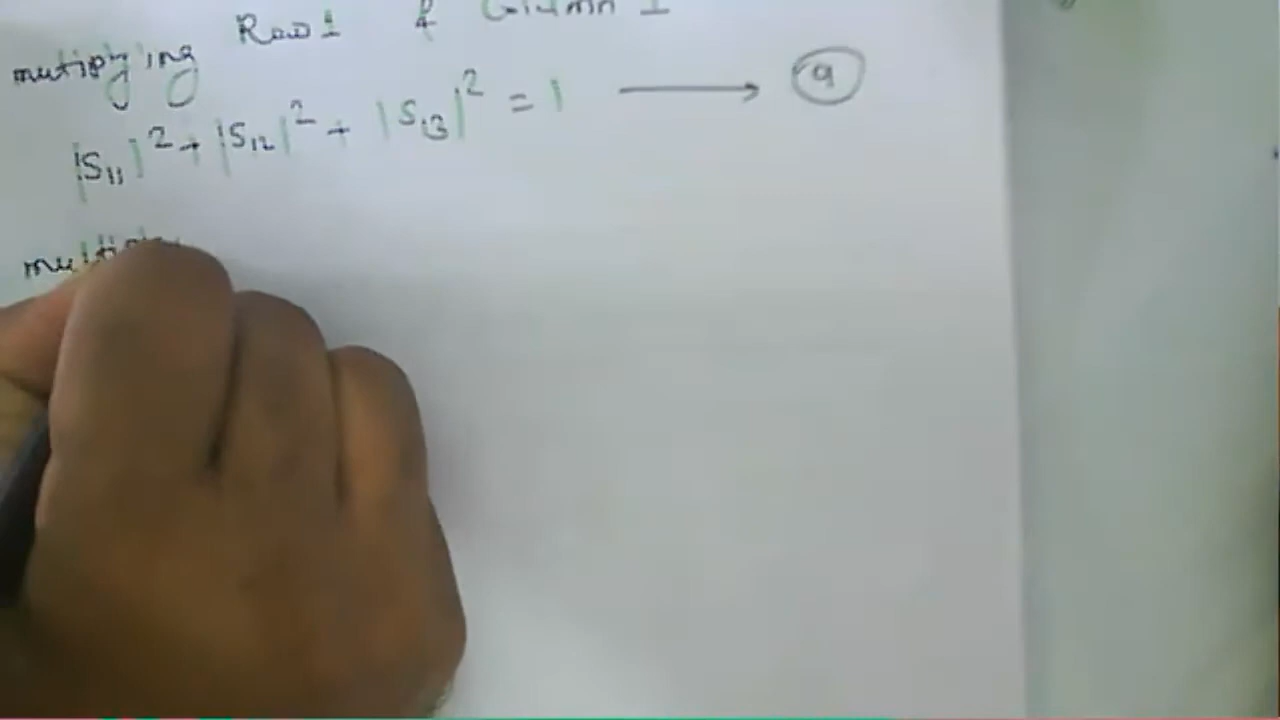 mutiplying Row 1 & Column 1
|S₁₁|² + |S₁₂|² + |S₁₃|² = 1 ⟶ 9